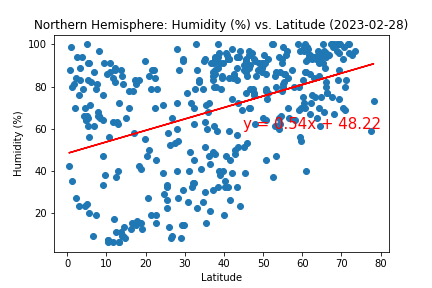 Northern Hemisphere: Humidity (%) vs. Latitude (2023-02-28)
100
80
60
40
20
Humidity (%)
y = 0.54x + 48.22
0 10 20 30 40 50 60 70 80
Latitude